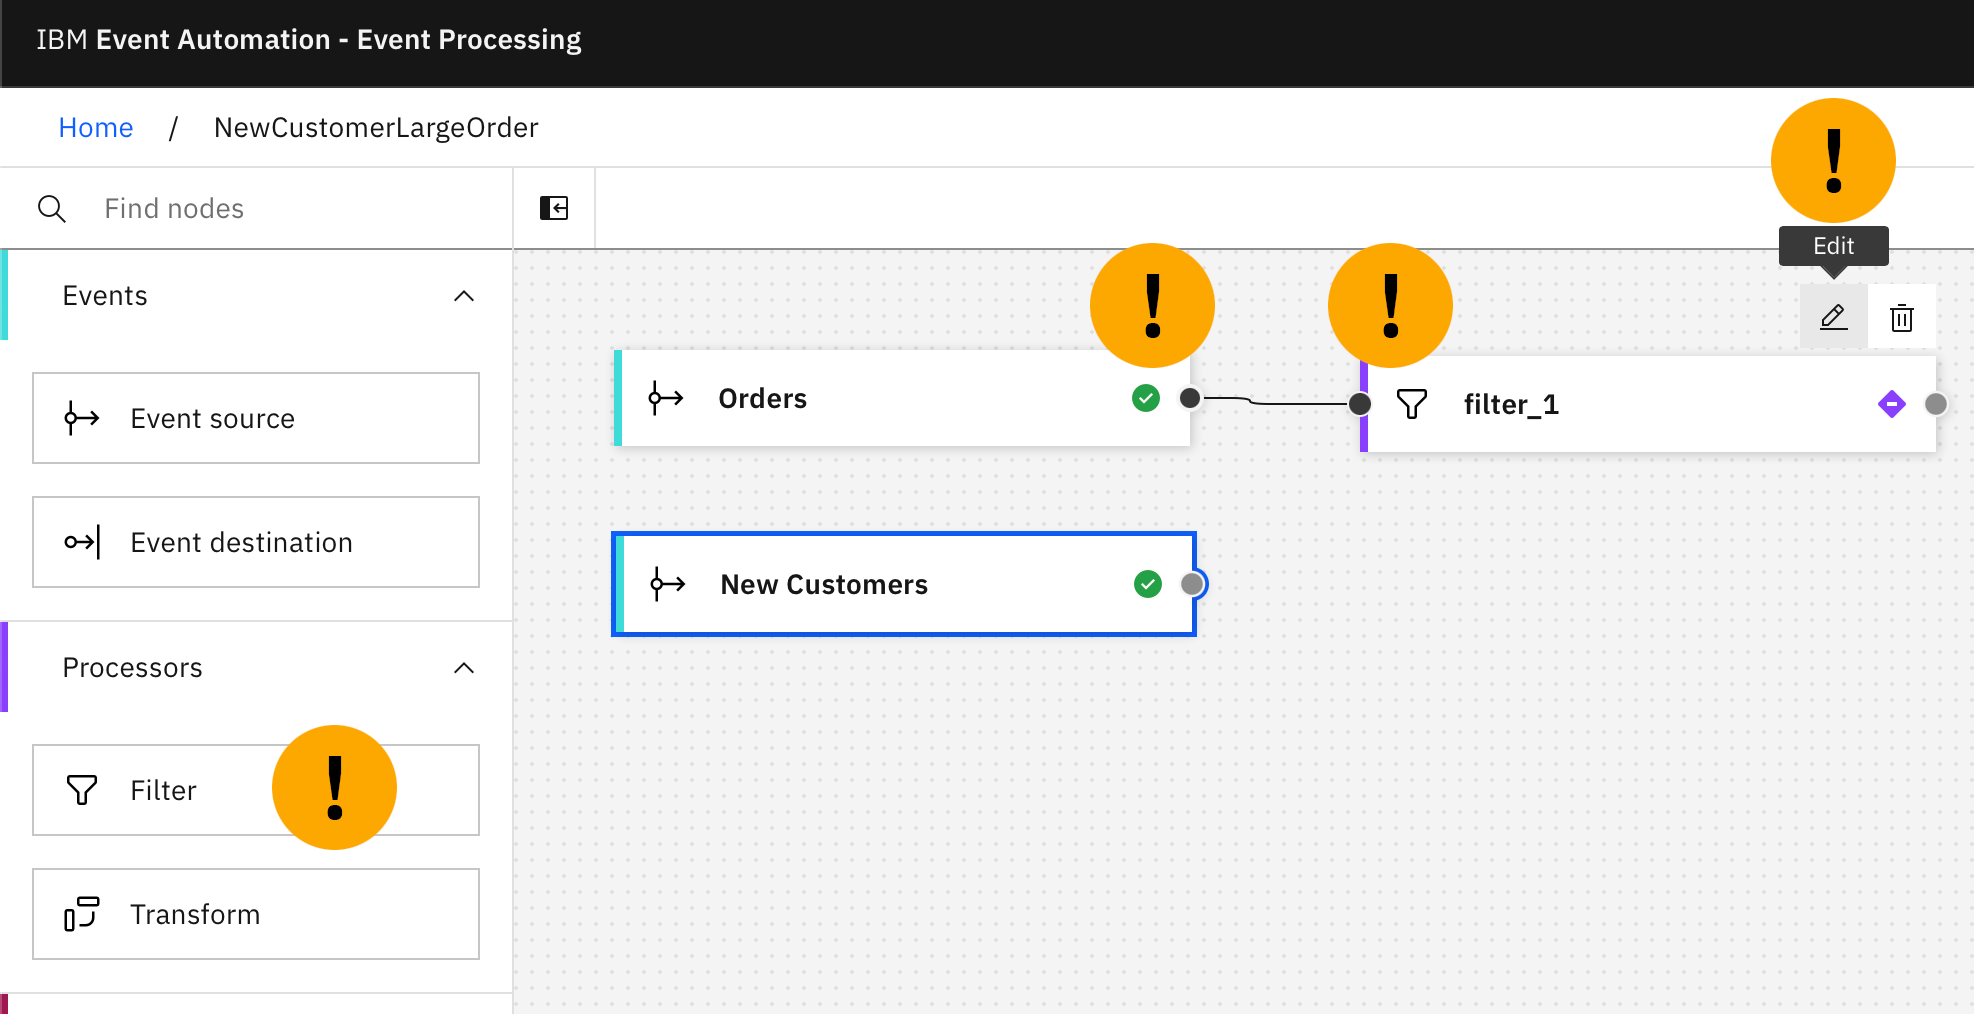 IBM Event Automation - Event Processing
Home / NewCustomerLargeOrder
!
Find nodes
Edit
Events
!
!
Event source
Orders
filter_1
Event destination
New Customers
Processors
Filter
!
Transform